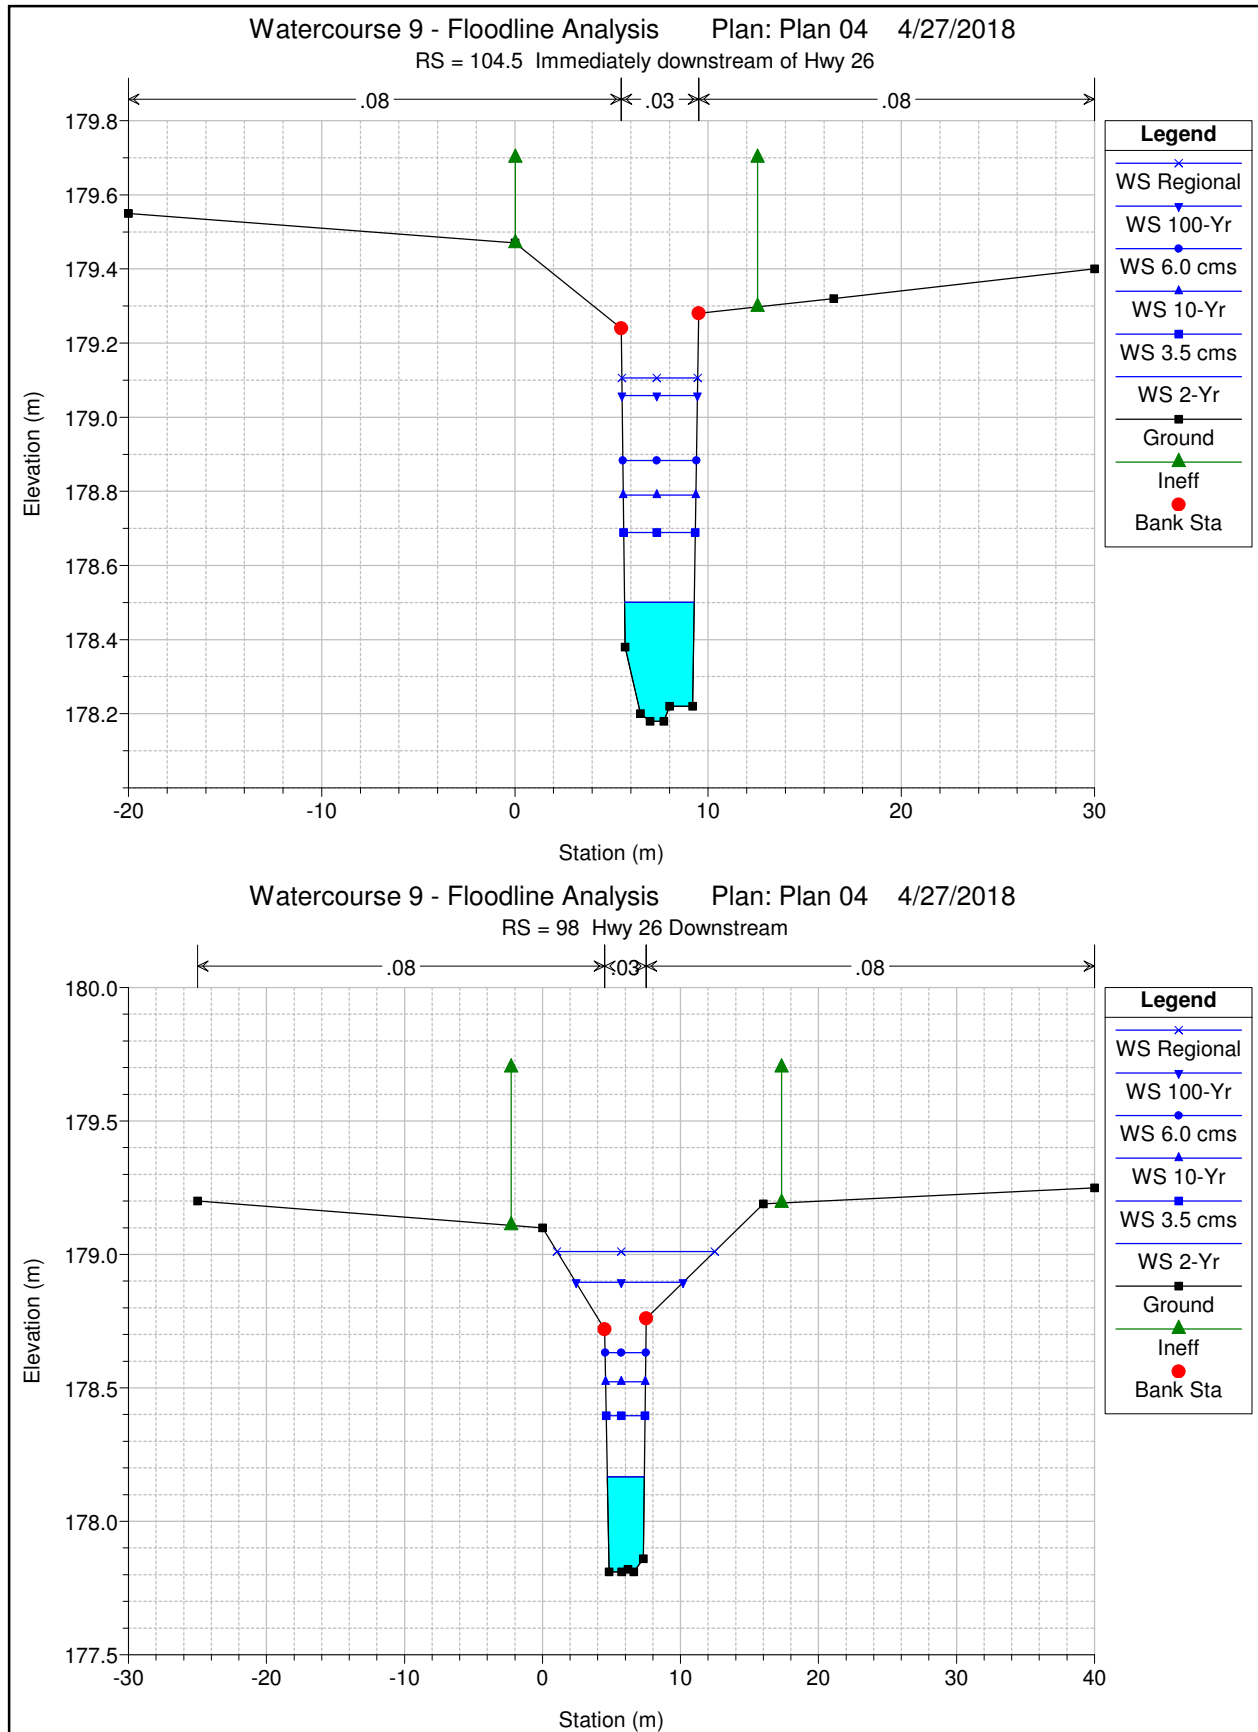 Watercourse 9 - Floodline Analysis Plan: Plan 04 4/27/2018
RS = 104.5 Immediately downstream of Hwy 26
.08 .03 .08
179.8
179.6
179.4
179.2
179.0
178.8
178.6
178.4
178.2
Elevation (m)
-20 -10 0 10 20 30
Station (m)
Legend
WS Regional
WS 100-Yr
WS 6.0 cms
WS 10-Yr
WS 3.5 cms
WS 2-Yr
Ground
Ineff
Bank Sta
Watercourse 9 - Floodline Analysis Plan: Plan 04 4/27/2018
RS = 98 Hwy 26 Downstream
.08 .03 .08
180.0
179.5
179.0
178.5
178.0
177.5
Elevation (m)
-30 -20 -10 0 10 20 30 40
Station (m)
Legend
WS Regional
WS 100-Yr
WS 6.0 cms
WS 10-Yr
WS 3.5 cms
WS 2-Yr
Ground
Ineff
Bank Sta